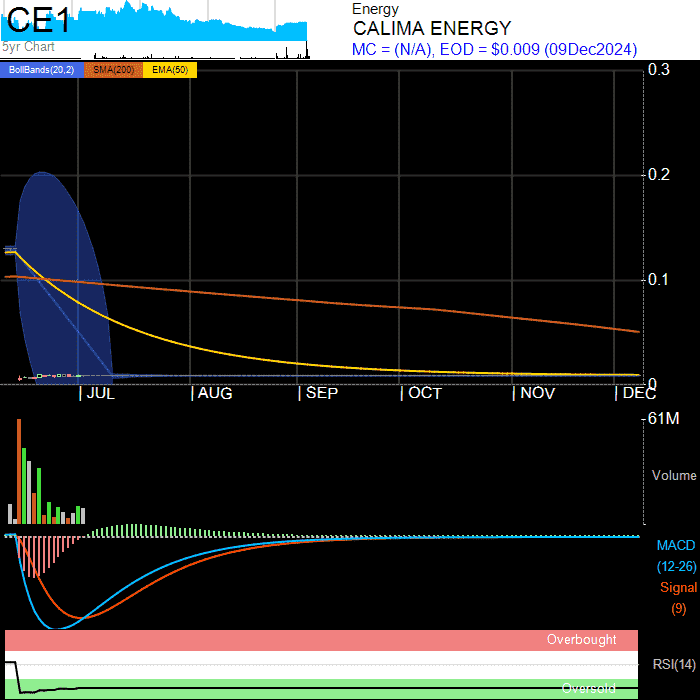 CE1
5yr Chart
Energy
CALIMA ENERGY
MC = (N/A), EOD = $0.009 (09Dec2024)
BollBands(20,2) SMA(200) EMA(50)
0.3
0.2
0.1
0
JUL AUG SEP OCT NOV DEC
61M
Volume
MACD
(12-26)
Signal
(9)
Overbought
RSI(14)
Oversold